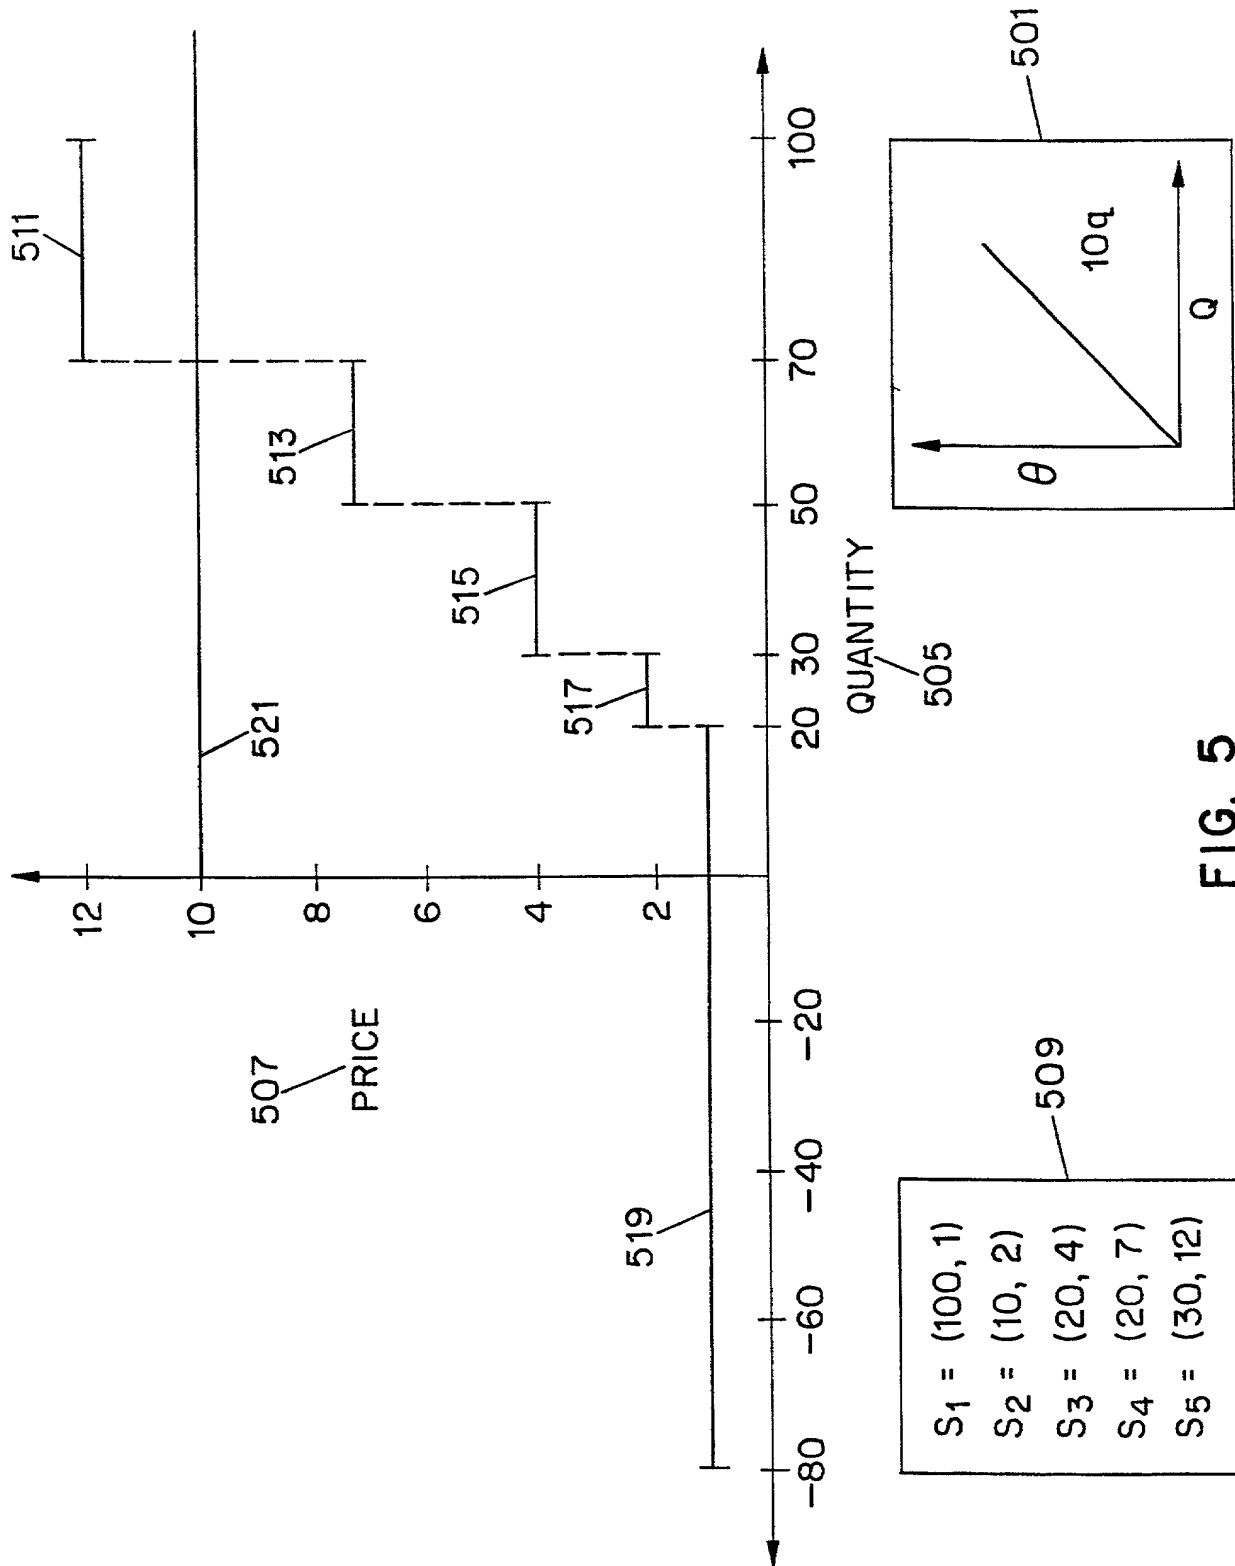 511
513
515
517
519
521
12
10
8
6
4
2
507
PRICE
-80
-60
-40
-20
20
30
50
70
100
QUANTITY
505
501
θ
10q
Q
509
S1 = (100, 1)
S2 = (10, 2)
S3 = (20, 4)
S4 = (20, 7)
S5 = (30, 12)
FIG. 5